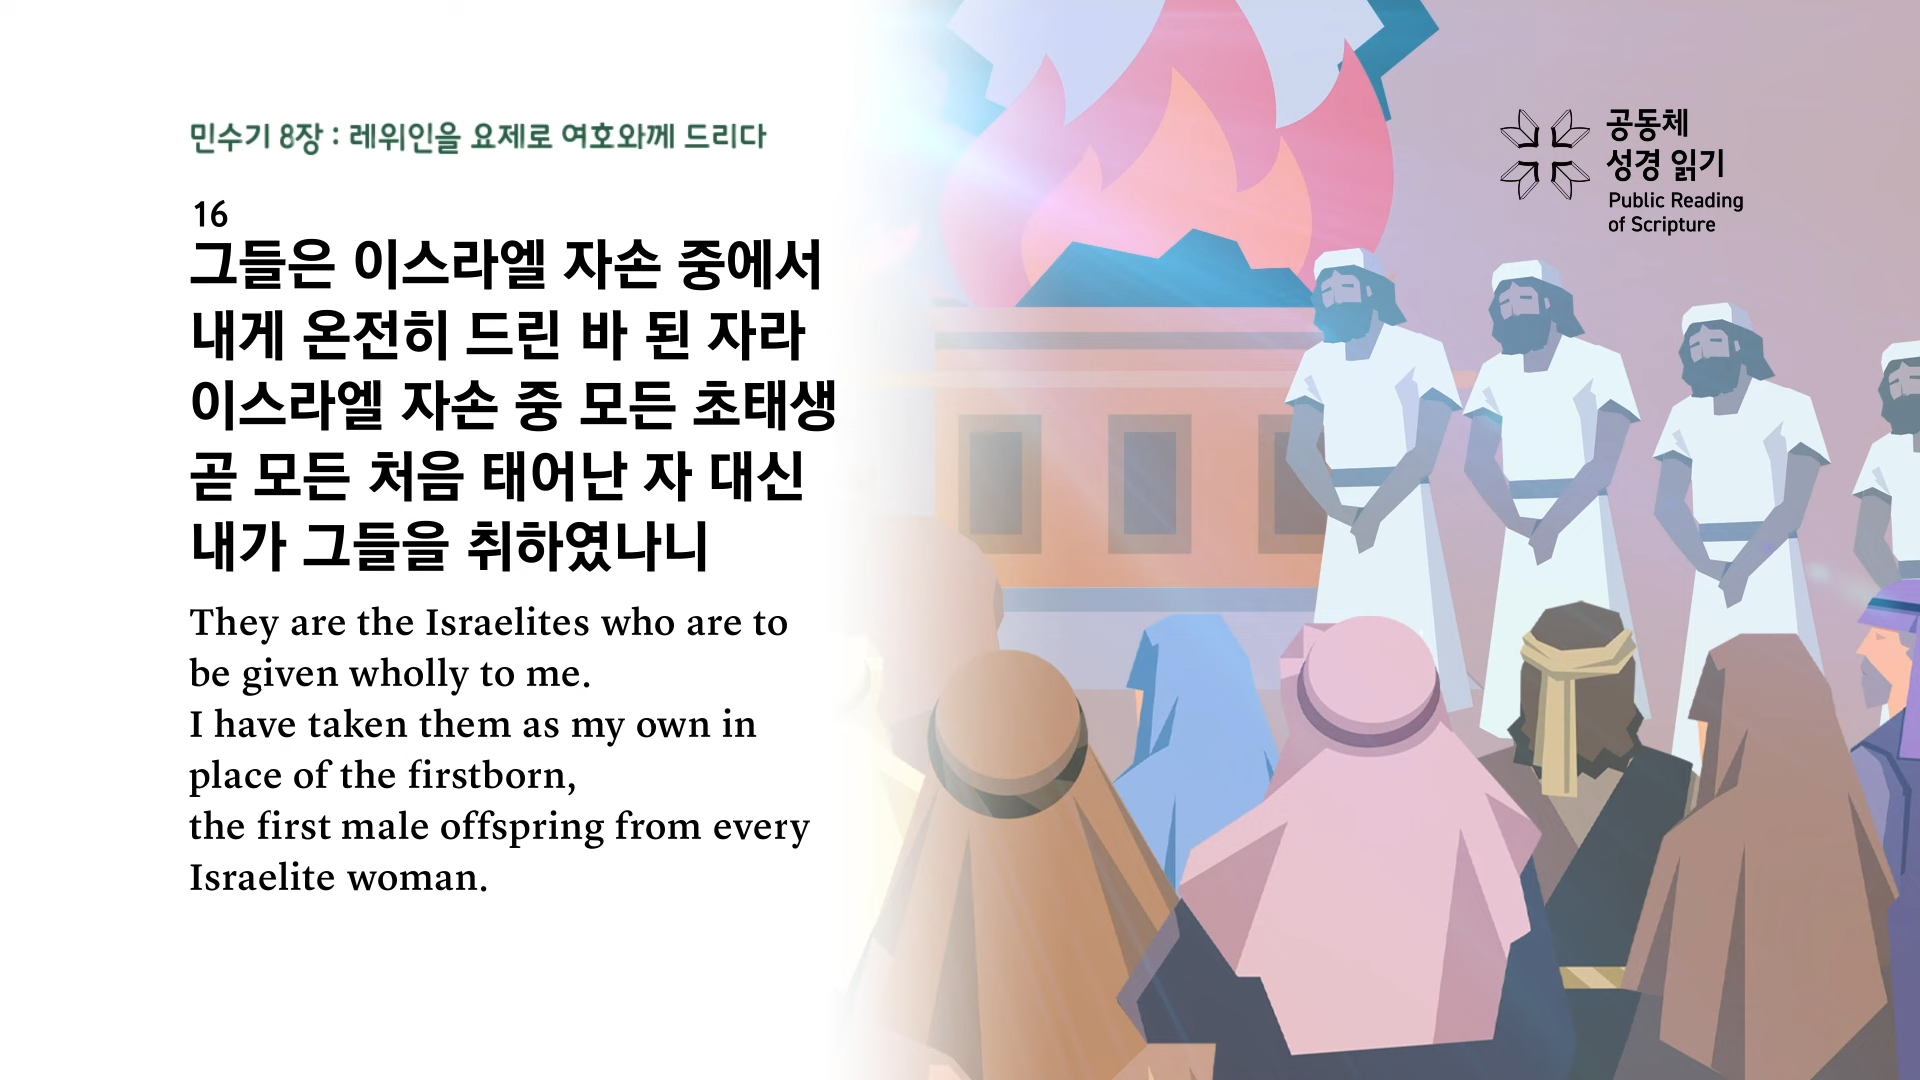 민수기 8장 : 레위인을 요제로 여호와께 드리다
16
그들은 이스라엘 자손 중에서
내게 온전히 드린 바 된 자라
이스라엘 자손 중 모든 초태생
곧 모든 처음 태어난 자 대신
내가 그들을 취하였나니
They are the Israelites who are to
be given wholly to me.
I have taken them as my own in
place of the firstborn,
the first male offspring from every
Israelite woman.
공동체
성경 읽기
Public Reading
of Scripture